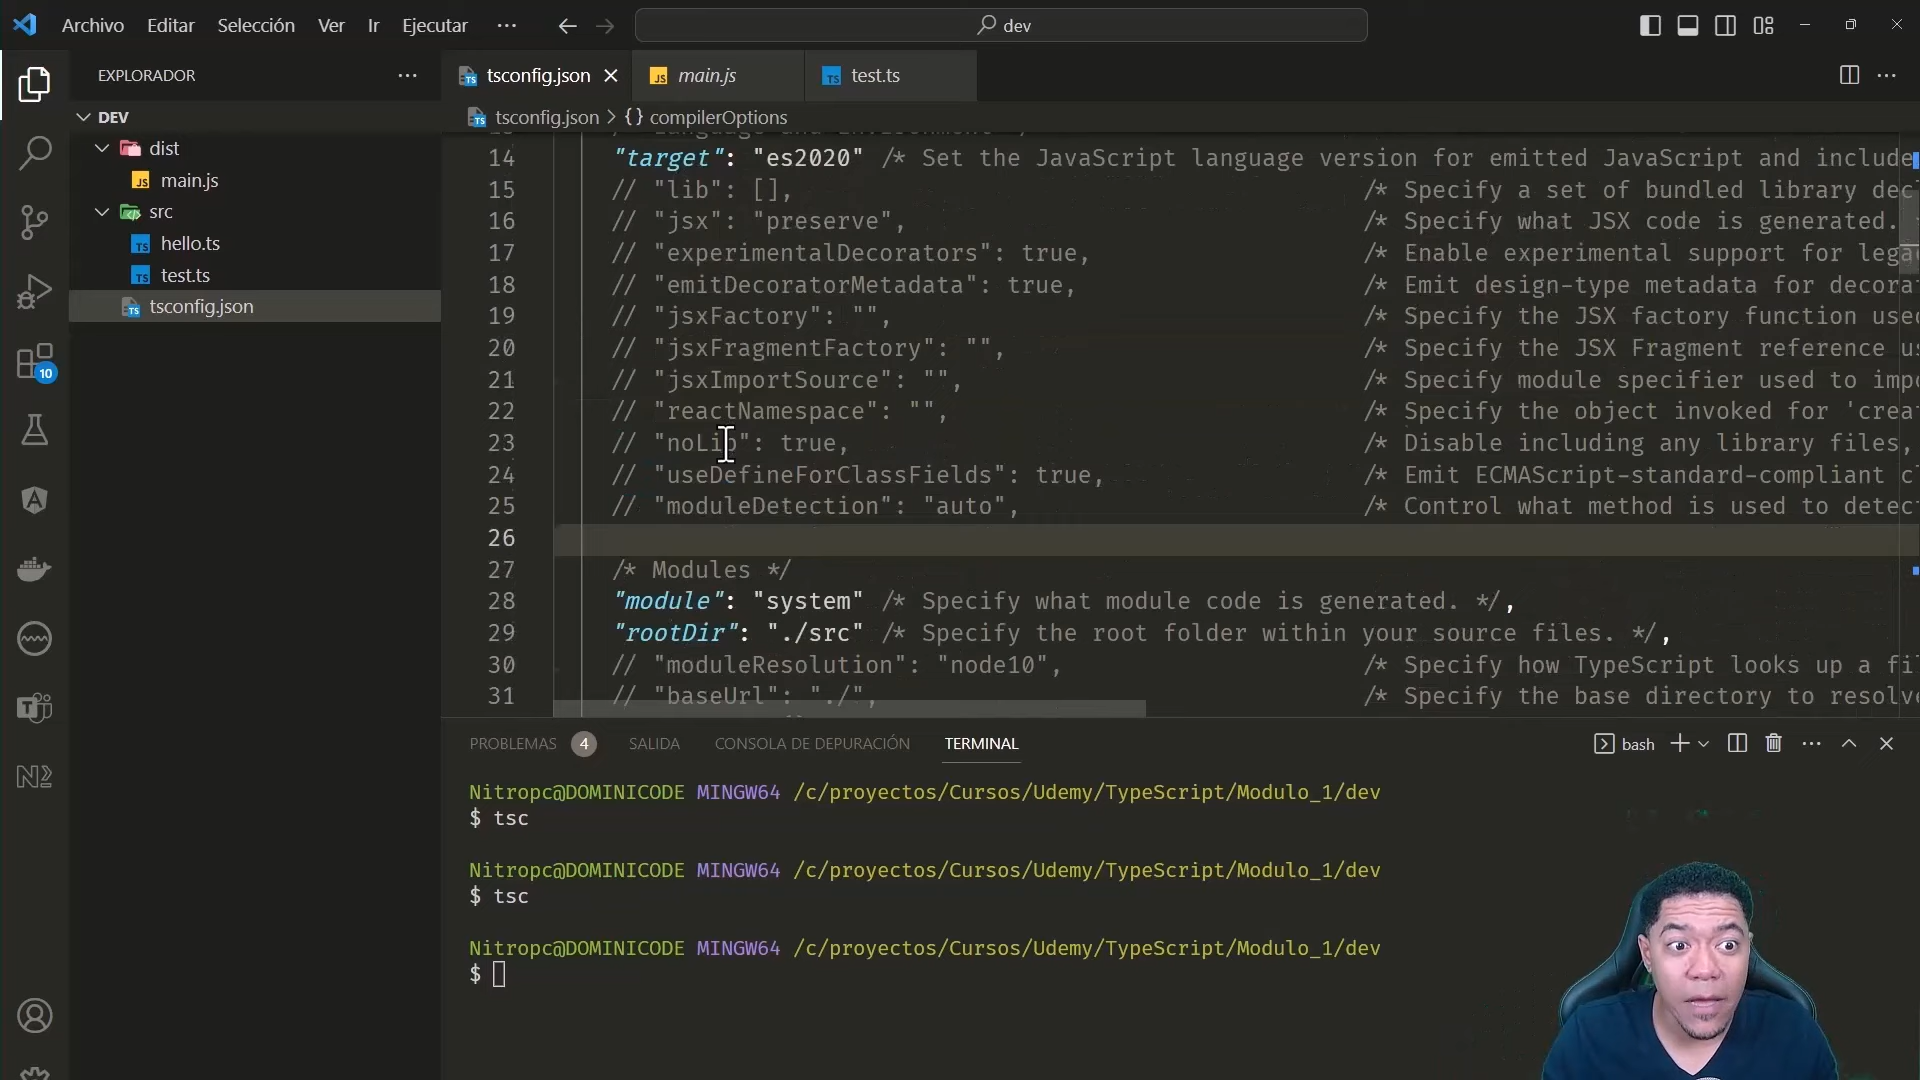 Archivo Editar Selección Ver Ir Ejecutar ···
dev
EXPLORADOR ···
DEV
dist
JS main.js
src
TS hello.ts
TS test.ts
TS tsconfig.json
10
TS tsconfig.json
JS main.js
TS test.ts
TS tsconfig.json > {} compilerOptions
14 "target": "es2020" /* Set the JavaScript language version for emitted JavaScript and include
15 // "lib": [], /* Specify a set of bundled library dec
16 // "jsx": "preserve", /* Specify what JSX code is generated.
17 // "experimentalDecorators": true, /* Enable experimental support for lega
18 // "emitDecoratorMetadata": true, /* Emit design-type metadata for decora
19 // "jsxFactory": "", /* Specify the JSX factory function use
20 // "jsxFragmentFactory": "", /* Specify the JSX Fragment reference u
21 // "jsxImportSource": "", /* Specify module specifier used to imp
22 // "reactNamespace": "", /* Specify the object invoked for 'crea
23 // "noLib": true, /* Disable including any library files,
24 // "useDefineForClassFields": true, /* Emit ECMAScript-standard-compliant c
25 // "moduleDetection": "auto", /* Control what method is used to detec
26
27 /* Modules */
28 "module": "system" /* Specify what module code is generated. */,
29 "rootDir": "./src" /* Specify the root folder within your source files. */,
30 // "moduleResolution": "node10", /* Specify how TypeScript looks up a fi
31 // "baseUrl": "./", /* Specify the base directory to resolv
PROBLEMAS 4 SALIDA CONSOLA DE DEPURACIÓN TERMINAL bash
Nitropc@DOMINICODE MINGW64 /c/proyectos/Cursos/Udemy/TypeScript/Modulo_1/dev
$ tsc
Nitropc@DOMINICODE MINGW64 /c/proyectos/Cursos/Udemy/TypeScript/Modulo_1/dev
$ tsc
Nitropc@DOMINICODE MINGW64 /c/proyectos/Cursos/Udemy/TypeScript/Modulo_1/dev
$